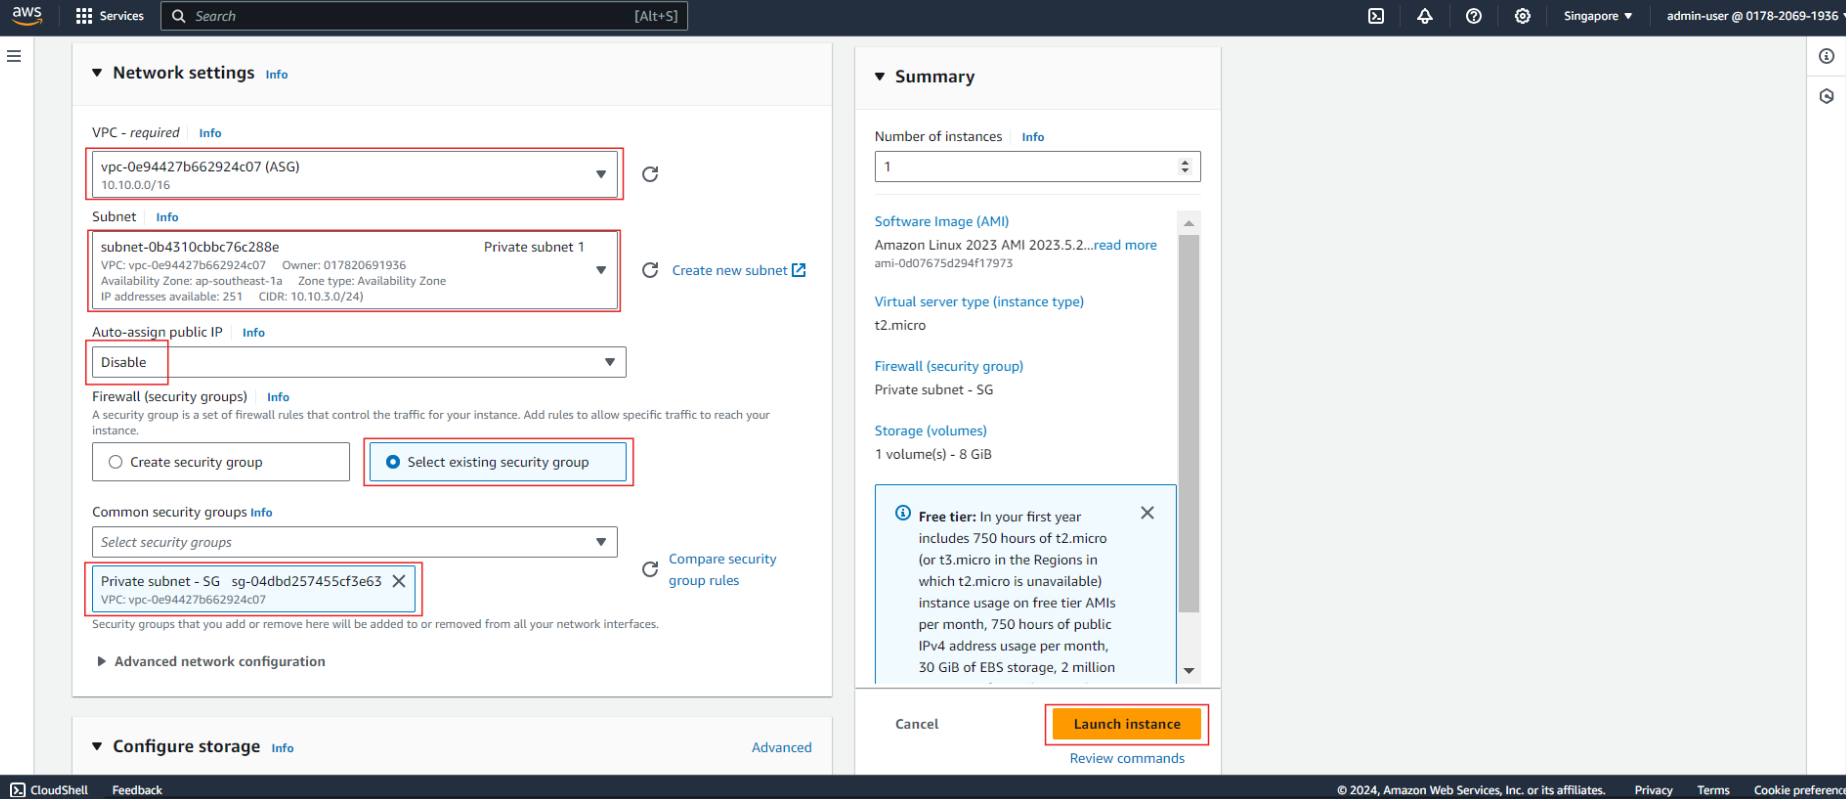 aws
Services
Search
[Alt+S]
Singapore
admin-user @ 0178-2069-1936
Network settings Info
VPC - required Info
vpc-0e94427b662924c07 (ASG)
10.10.0.0/16
Subnet Info
subnet-0b4310cbbc76c288e Private subnet 1
VPC: vpc-0e94427b662924c07 Owner: 017820691936
Availability Zone: ap-southeast-1a Zone type: Availability Zone
IP addresses available: 251 CIDR: 10.10.3.0/24)
Create new subnet
Auto-assign public IP Info
Disable
Firewall (security groups) Info
A security group is a set of firewall rules that control the traffic for your instance. Add rules to allow specific traffic to reach your
instance.
Create security group
Select existing security group
Common security groups Info
Select security groups
Private subnet - SG sg-04dbd257455cf3e63
VPC: vpc-0e94427b662924c07
Compare security
group rules
Security groups that you add or remove here will be added to or removed from all your network interfaces.
Advanced network configuration
Configure storage Info
Advanced
Summary
Number of instances Info
1
Software Image (AMI)
Amazon Linux 2023 AMI 2023.5.2...read more
ami-0d07675d294f17973
Virtual server type (instance type)
t2.micro
Firewall (security group)
Private subnet - SG
Storage (volumes)
1 volume(s) - 8 GiB
Free tier: In your first year
includes 750 hours of t2.micro
(or t3.micro in the Regions in
which t2.micro is unavailable)
instance usage on free tier AMIs
per month, 750 hours of public
IPv4 address usage per month,
30 GiB of EBS storage, 2 million
Cancel
Launch instance
Review commands
CloudShell
Feedback
© 2024, Amazon Web Services, Inc. or its affiliates.
Privacy
Terms
Cookie preferenc